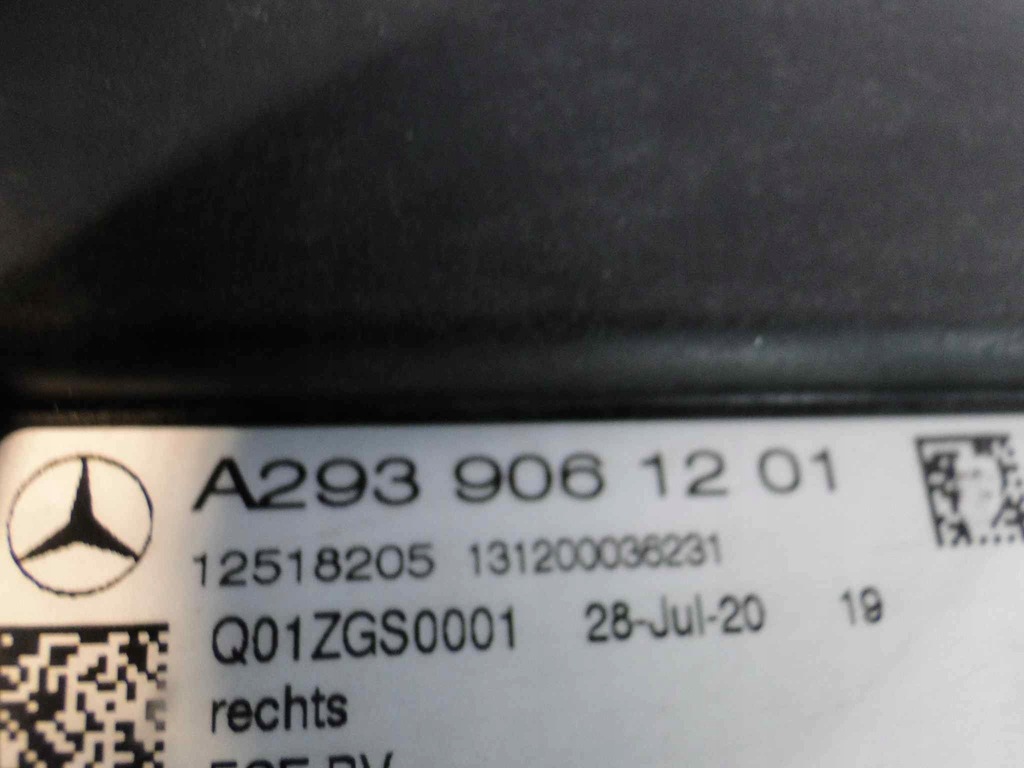 A293 906 12 01
12518205 131200036231
Q01ZGS0001 28-Jul-20 19
rechts